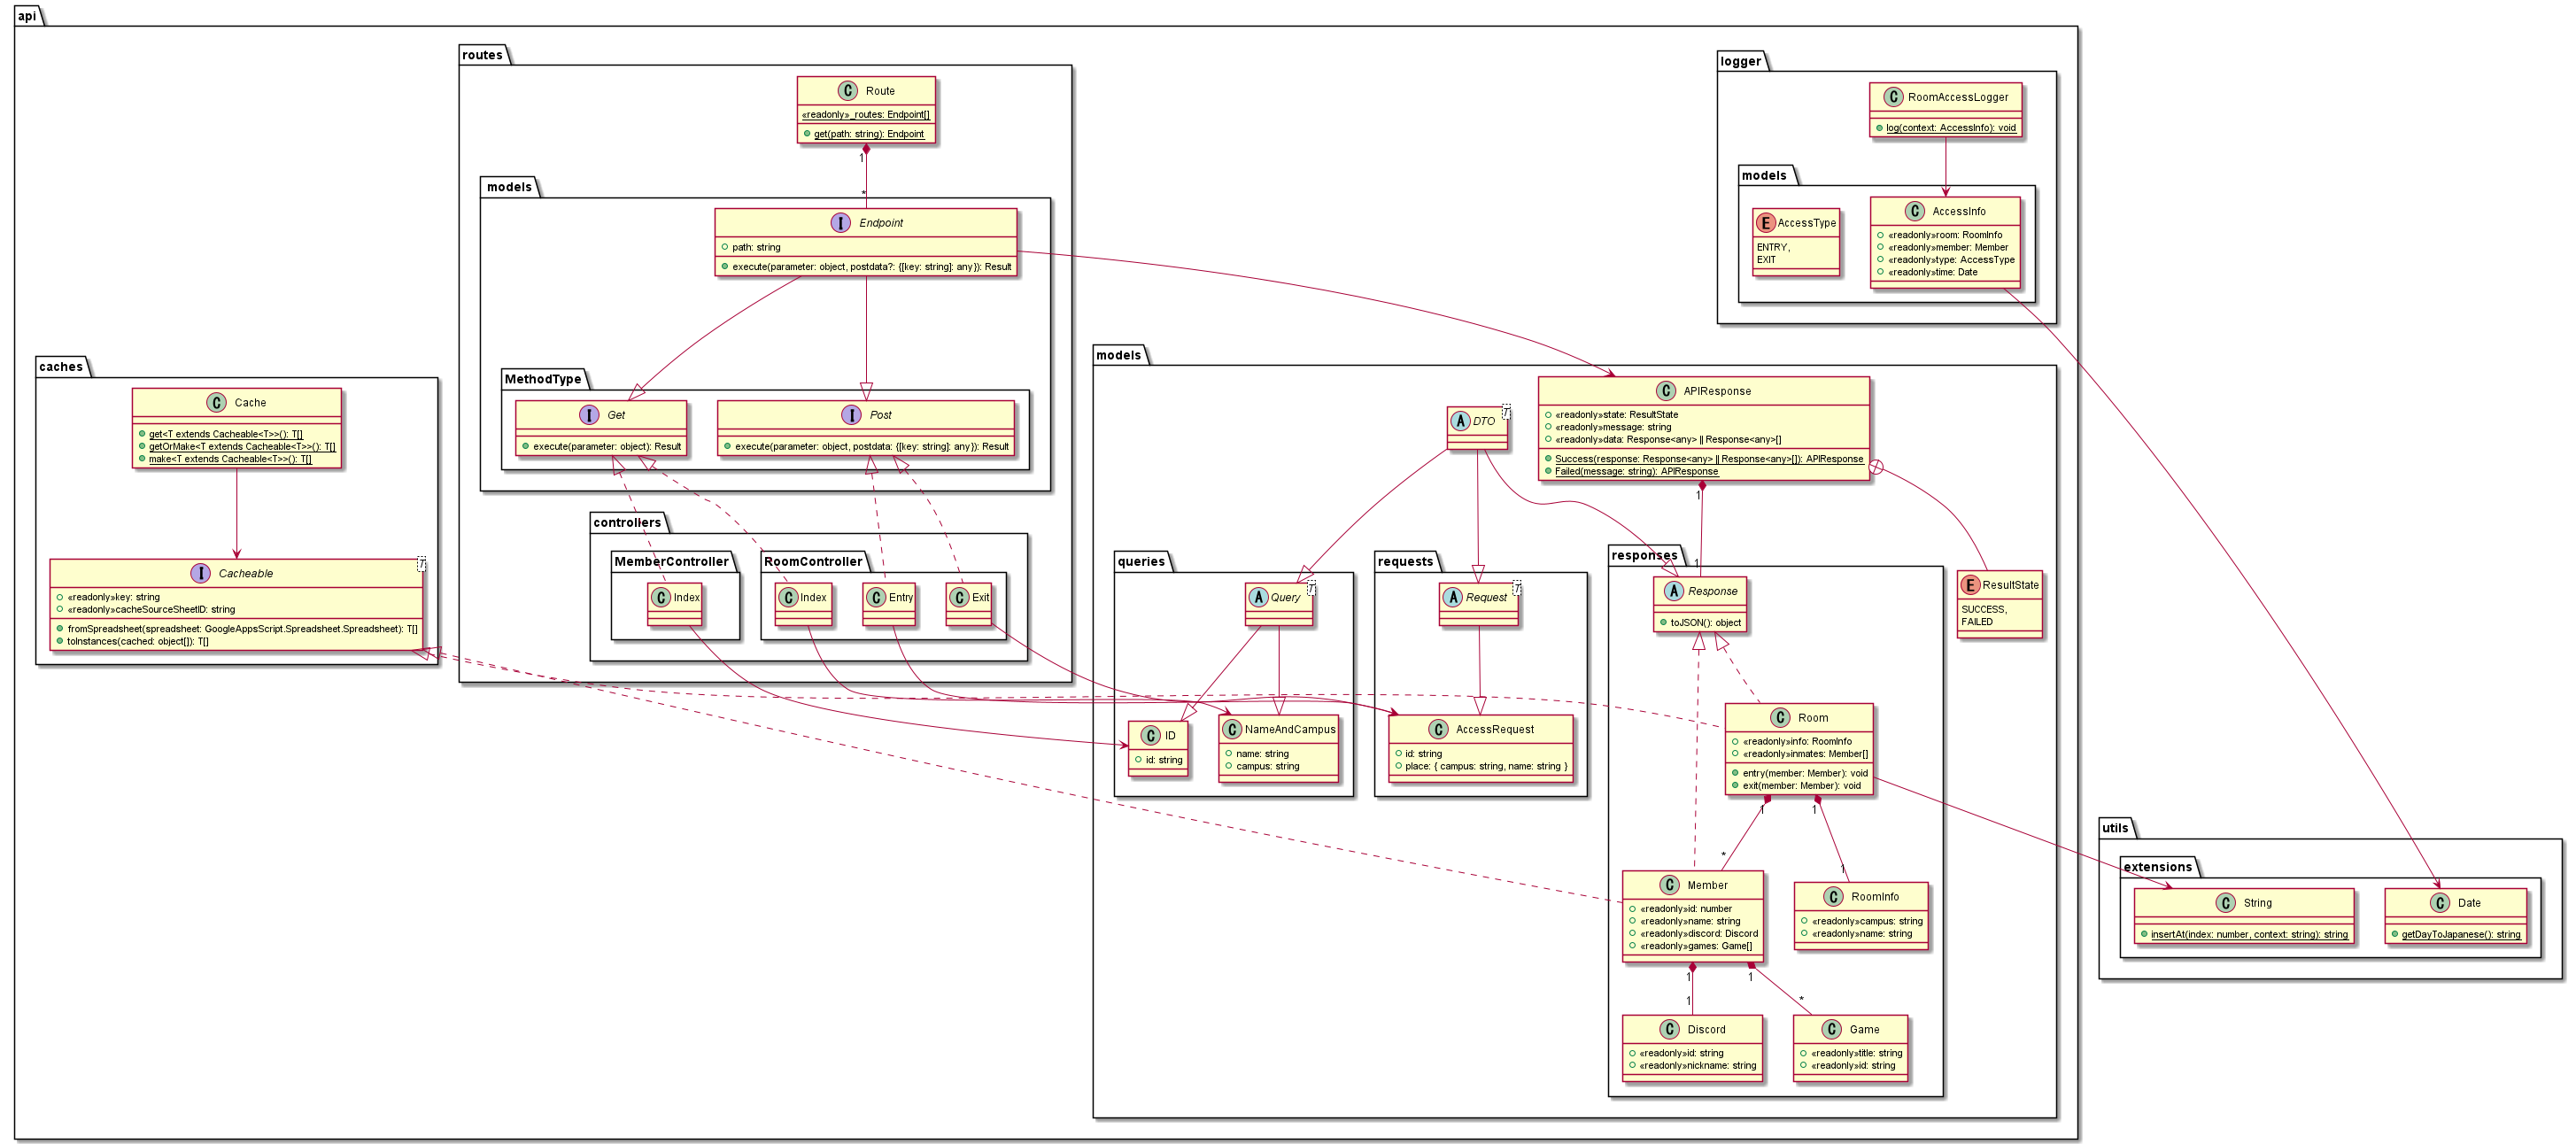 api
routes
Route
«readonly»_routes: Endpoint[]
get(path: string): Endpoint
1
*
models
Endpoint
path: string
execute(parameter: object, postdata?: {[key: string]: any}): Result
MethodType
Get
execute(parameter: object): Result
Post
execute(parameter: object, postdata: {[key: string]: any}): Result
controllers
MemberController
Index
RoomController
Index
Entry
Exit
caches
Cache
get<T extends Cacheable<T>>(): T[]
getOrMake<T extends Cacheable<T>>(): T[]
make<T extends Cacheable<T>>(): T[]
Cacheable
T
«readonly»key: string
«readonly»cacheSourceSheetID: string
fromSpreadsheet(spreadsheet: GoogleAppsScript.Spreadsheet.Spreadsheet): T[]
toInstances(cached: object[]): T[]
logger
RoomAccessLogger
log(context: AccessInfo): void
models
AccessType
ENTRY,
EXIT
AccessInfo
«readonly»room: RoomInfo
«readonly»member: Member
«readonly»type: AccessType
«readonly»time: Date
models
DTO
T
APIResponse
«readonly»state: ResultState
«readonly»message: string
«readonly»data: Response<any> || Response<any>[]
Success(response: Response<any> || Response<any>[]): APIResponse
Failed(message: string): APIResponse
1
1
queries
Query
T
ID
id: string
NameAndCampus
name: string
campus: string
requests
Request
T
AccessRequest
id: string
place: { campus: string, name: string }
responses
Response
toJSON(): object
ResultState
SUCCESS,
FAILED
Room
«readonly»info: RoomInfo
«readonly»inmates: Member[]
entry(member: Member): void
exit(member: Member): void
1
1
*
1
Member
«readonly»id: number
«readonly»name: string
«readonly»discord: Discord
«readonly»games: Game[]
RoomInfo
«readonly»campus: string
«readonly»name: string
1
1
1
*
Discord
«readonly»id: string
«readonly»nickname: string
Game
«readonly»title: string
«readonly»id: string
utils
extensions
String
insertAt(index: number, context: string): string
Date
getDayToJapanese(): string